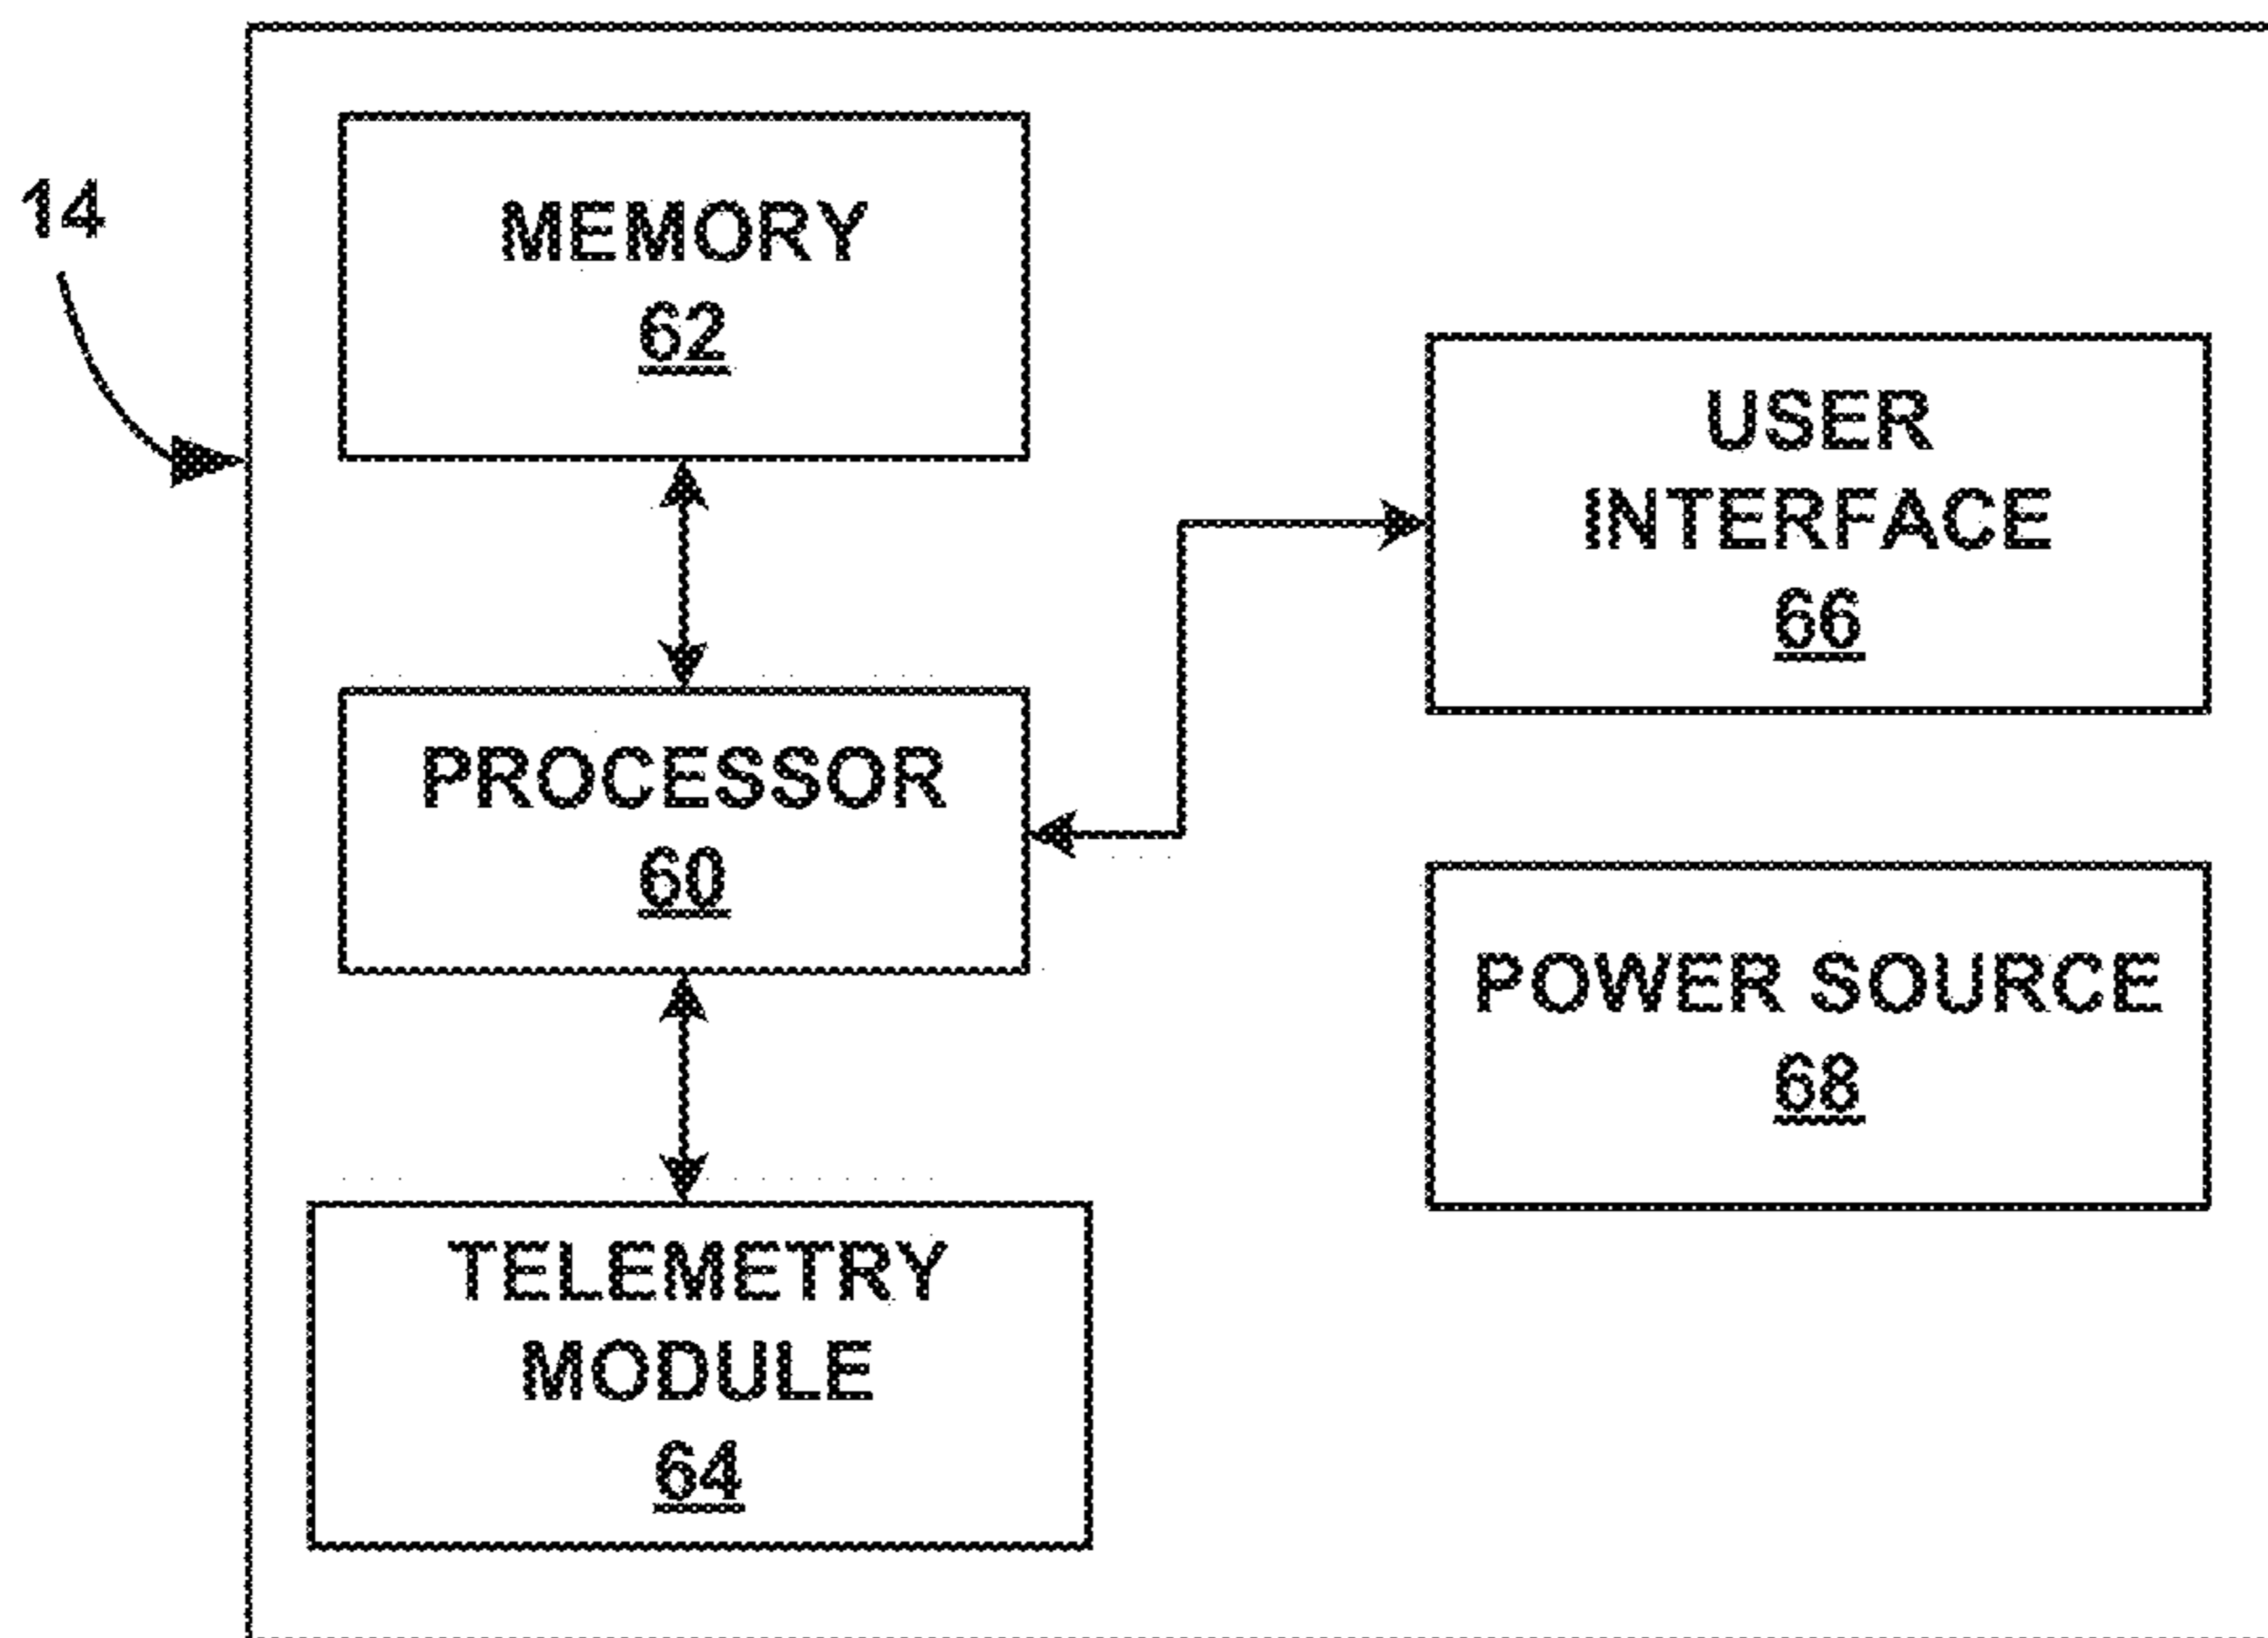 14
MEMORY
62
USER
INTERFACE
66
PROCESSOR
60
POWER SOURCE
68
TELEMETRY
MODULE
64